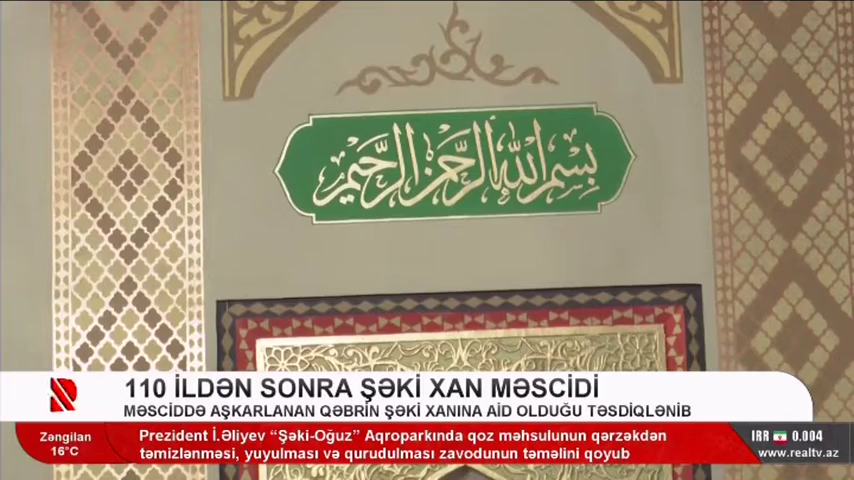 بسم الله الرحمن الرحيم
110 İLDƏN SONRA ŞƏKİ XAN MƏSCİDİ
MƏSCİDDƏ AŞKARLANAN QƏBRİN ŞƏKİ XANINA AİD OLDUĞU TƏSDİQLƏNİB
Zəngilan
16°C
Prezident İ.Əliyev “Şəki-Oğuz” Aqroparkında qoz məhsulunun qərzəkdən
təmizlənməsi, yuyulması və qurudulması zavodunun təməlini qoyub
IRR 0.004
www.realtv.az